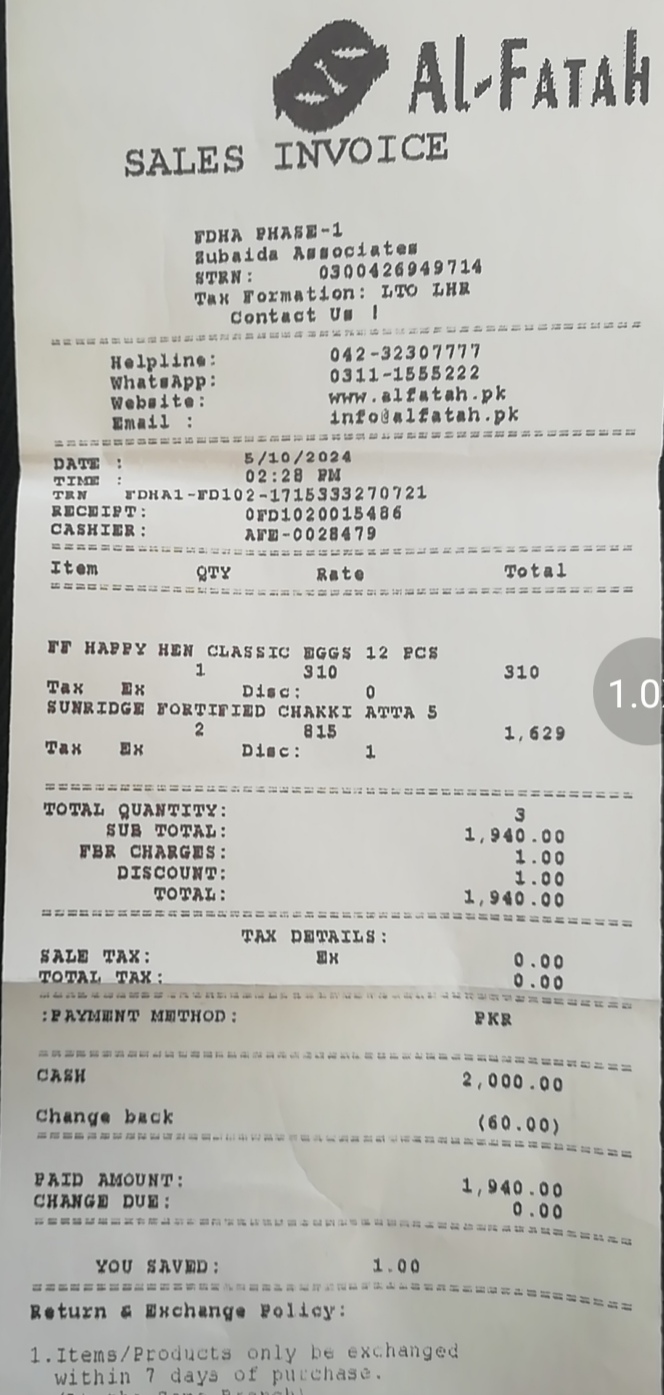 Al-Fatah
SALES INVOICE
FDHA PHASE-1
Zubaida Associates
STRN: 0300426949714
Tax Formation: LTO LHR
Contact Us !
Helpline: 042-32307777
WhatsApp: 0311-1555222
Website: www.alfatah.pk
Email : info@alfatah.pk
DATE : 5/10/2024
TIME : 02:28 PM
TRN FDHA1-FD102-1715333270721
RECEIPT: 0FD1020015486
CASHIER: AFE-0028479
Item QTY Rate Total
FF HAPPY HEN CLASSIC EGGS 12 PCS
1 310 310
Tax Ex Disc: 0
SUNRIDGE FORTIFIED CHAKKI ATTA 5
2 815 1,629
Tax Ex Disc: 1
TOTAL QUANTITY: 3
SUB TOTAL: 1,940.00
FBR CHARGES: 1.00
DISCOUNT: 1.00
TOTAL: 1,940.00
TAX DETAILS:
SALE TAX: Ex 0.00
TOTAL TAX: 0.00
:PAYMENT METHOD: PKR
CASH 2,000.00
Change back (60.00)
PAID AMOUNT: 1,940.00
CHANGE DUE: 0.00
YOU SAVED: 1.00
Return & Exchange Policy:
1.Items/Products only be exchanged
within 7 days of purchase.
1.0